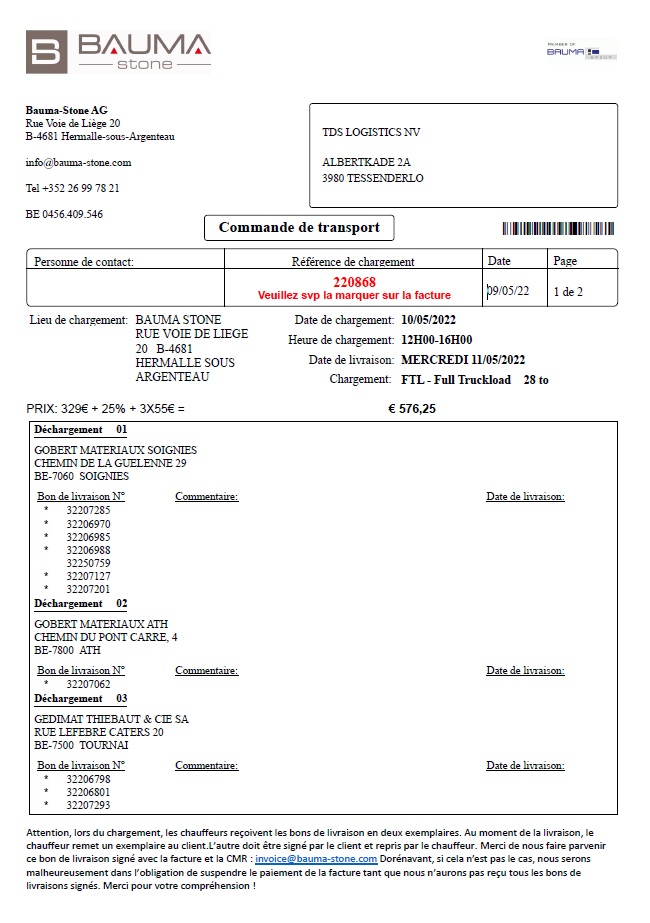 BAUMA
stone
MEMBER OF
BAUMA GROUP
Bauma-Stone AG
Rue Voie de Liège 20
B-4681 Hermalle-sous-Argenteau
info@bauma-stone.com
Tel +352 26 99 78 21
BE 0456.409.546
TDS LOGISTICS NV
ALBERTKADE 2A
3980 TESSENDERLO
Commande de transport
Personne de contact:
Référence de chargement
220868
Veuillez svp la marquer sur la facture
Date
09/05/22
Page
1 de 2
Lieu de chargement: BAUMA STONE
RUE VOIE DE LIEGE
20 B-4681
HERMALLE SOUS
ARGENTEAU
Date de chargement: 10/05/2022
Heure de chargement: 12H00-16H00
Date de livraison: MERCREDI 11/05/2022
Chargement: FTL - Full Truckload 28 to
PRIX: 329€ + 25% + 3X55€ = € 576,25
Déchargement 01
GOBERT MATERIAUX SOIGNIES
CHEMIN DE LA GUELENNE 29
BE-7060 SOIGNIES
Bon de livraison N° Commentaire: Date de livraison:
* 32207285
* 32206970
* 32206985
* 32206988
32250759
* 32207127
* 32207201
Déchargement 02
GOBERT MATERIAUX ATH
CHEMIN DU PONT CARRE, 4
BE-7800 ATH
Bon de livraison N° Commentaire: Date de livraison:
* 32207062
Déchargement 03
GEDIMAT THIEBAUT & CIE SA
RUE LEFEBRE CATERS 20
BE-7500 TOURNAI
Bon de livraison N° Commentaire: Date de livraison:
* 32206798
* 32206801
* 32207293
Attention, lors du chargement, les chauffeurs reçoivent les bons de livraison en deux exemplaires. Au moment de la livraison, le
chauffeur remet un exemplaire au client.L'autre doit être signé par le client et repris par le chauffeur. Merci de nous faire parvenir
ce bon de livraison signé avec la facture et la CMR : invoice@bauma-stone.com Dorénavant, si cela n'est pas le cas, nous serons
malheureusement dans l'obligation de suspendre le paiement de la facture tant que nous n'aurons pas reçu tous les bons de
livraisons signés. Merci pour votre compréhension !